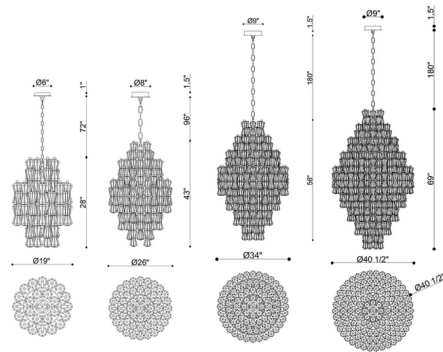 Ø6"
1"
72"
28"
Ø19"
Ø8"
1.5"
96"
43"
Ø26"
Ø9"
1.5"
180"
56"
Ø34"
Ø9"
1.5"
180"
69"
Ø40 1/2"
Ø40 1/2"